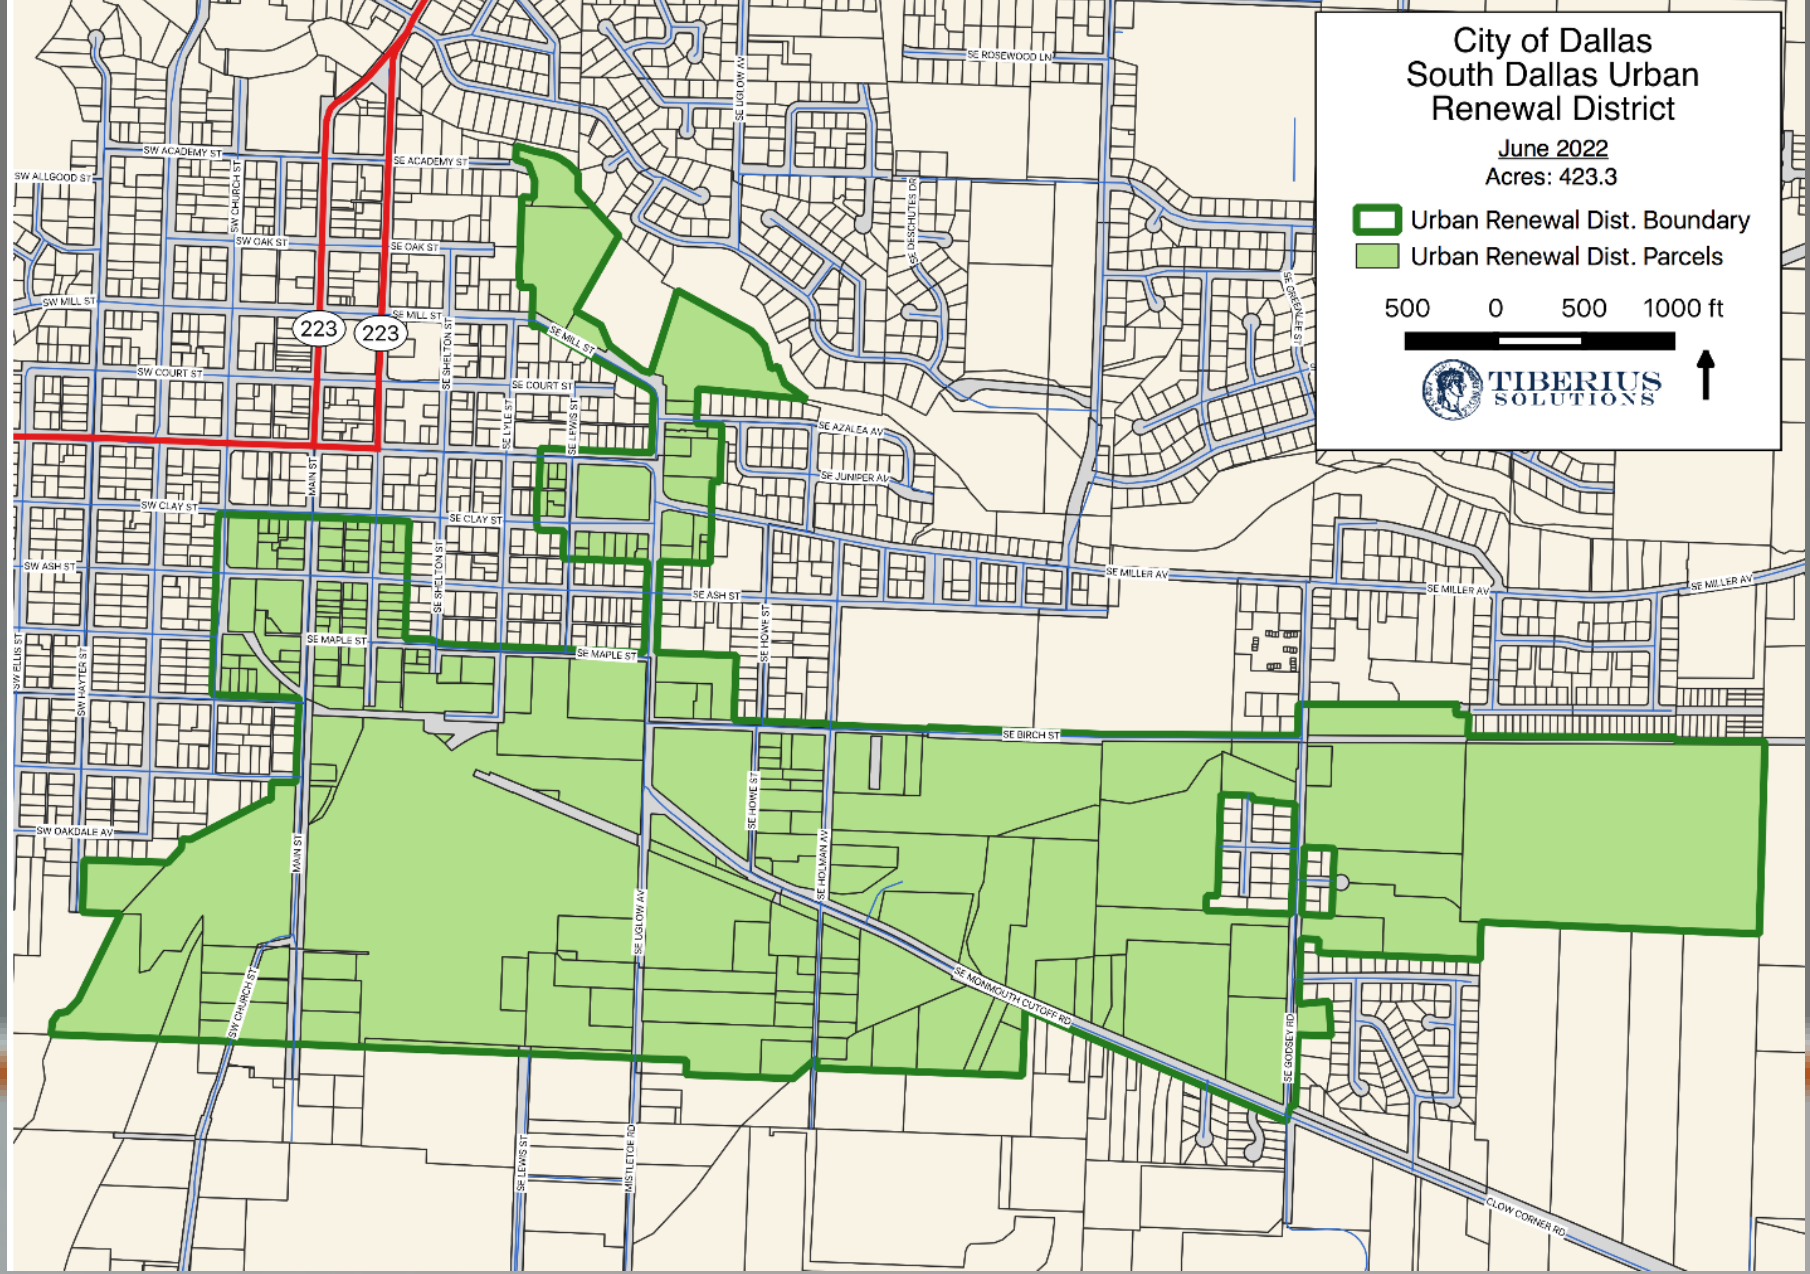 City of Dallas
South Dallas Urban
Renewal District
June 2022
Acres: 423.3
Urban Renewal Dist. Boundary
Urban Renewal Dist. Parcels
500 0 500 1000 ft
TIBERIUS
SOLUTIONS
SE ROSEWOOD LN
SE UGLOW AV
SW ACADEMY ST
SE ACADEMY ST
SW ALLGOOD ST
SW CHURCH ST
SE DESCHUTES DR
SW OAK ST
SE OAK ST
SE GREENLEE ST
SW MILL ST
SE MILL ST
223
223
SE MILL ST
SE SHELTON ST
SW COURT ST
SE COURT ST
SE LYLE ST
SE LEWIS ST
SE AZALEA AV
MAIN ST
SE JUNIPER AV
SW CLAY ST
SE CLAY ST
SW ASH ST
SE SHELTON ST
SE MILLER AV
SE MILLER AV
SE MILLER AV
SE ASH ST
SE HOWE ST
SE MAPLE ST
SE MAPLE ST
SW ELLIS ST
SW HAYTER ST
SE BIRCH ST
SE HOWE ST
SW OAKDALE AV
MAIN ST
SE HOLMAN AV
SE UGLOW AV
SW CHURCH ST
SE MONMOUTH CUTOFF RD
SE GODSEY RD
SE LEWIS ST
MISTLETOE RD
CLOW CORNER RD